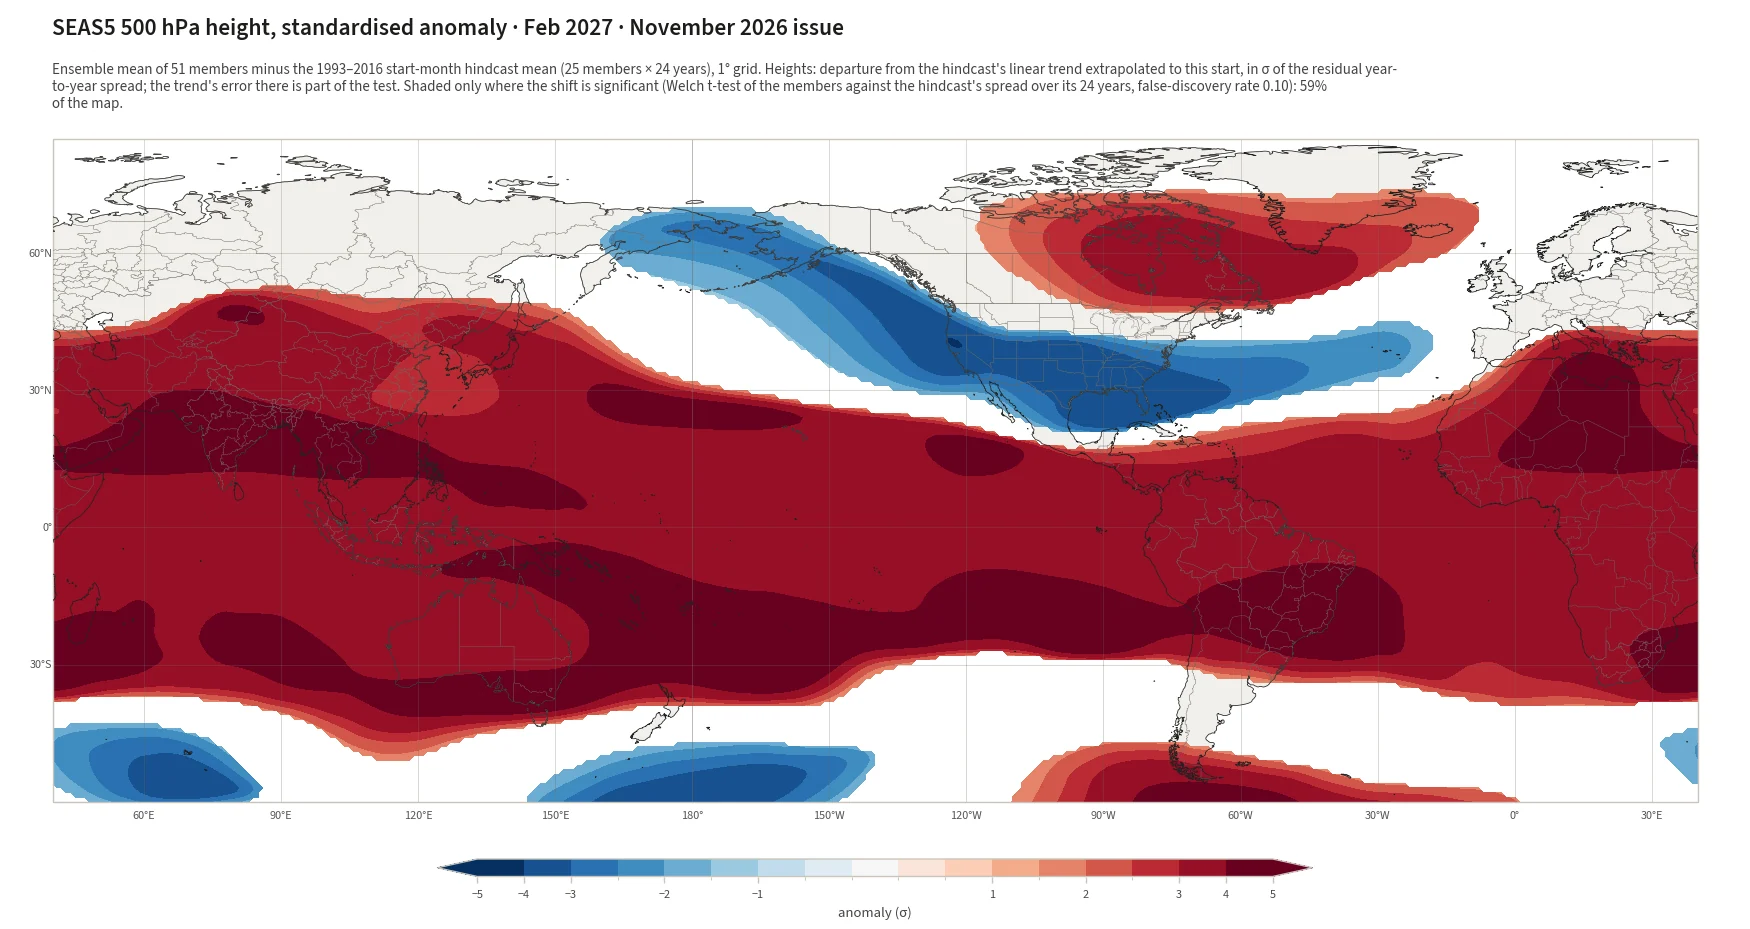 SEAS5 500 hPa height, standardised anomaly · Feb 2027 · November 2026 issue
Ensemble mean of 51 members minus the 1993–2016 start-month hindcast mean (25 members × 24 years), 1° grid. Heights: departure from the hindcast's linear trend extrapolated to this start, in σ of the residual year-
to-year spread; the trend's error there is part of the test. Shaded only where the shift is significant (Welch t-test of the members against the hindcast's spread over its 24 years, false-discovery rate 0.10): 59%
of the map.
60°N
30°N
0°
30°S
60°E 90°E 120°E 150°E 180° 150°W 120°W 90°W 60°W 30°W 0° 30°E
−5 −4 −3 −2 −1 1 2 3 4 5
anomaly (σ)